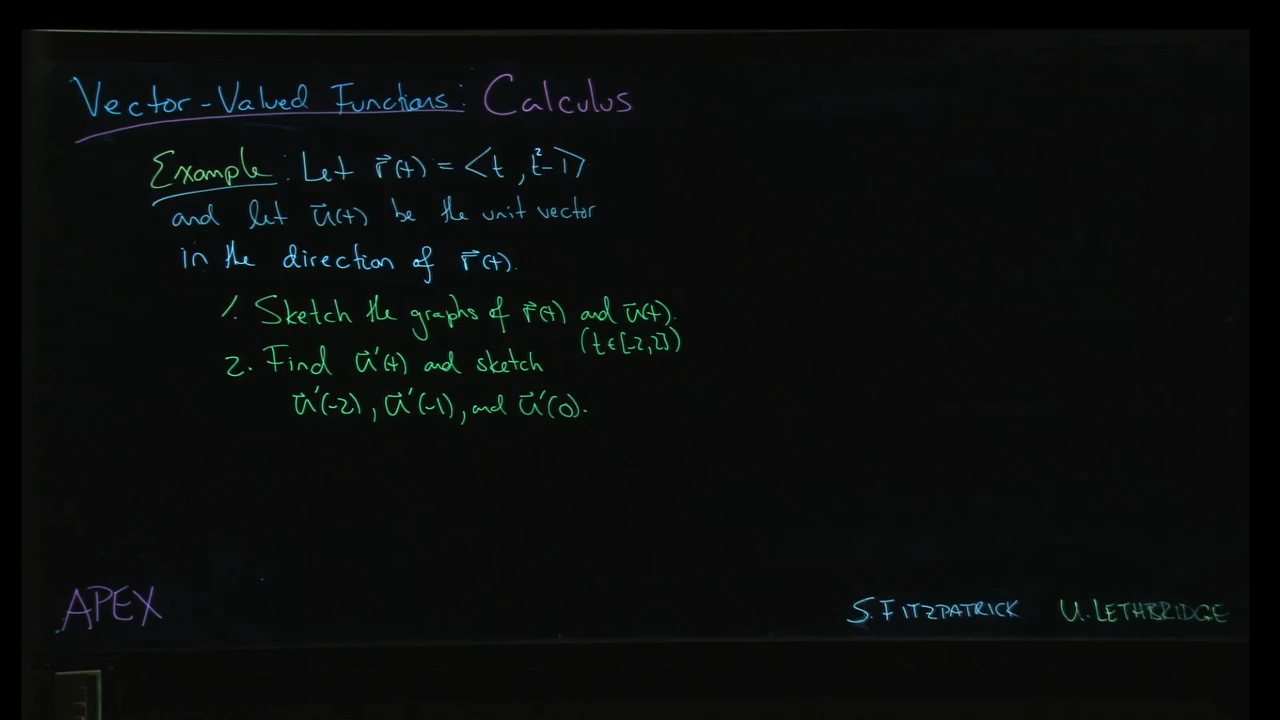 Vector-Valued Functions: Calculus
Example: Let r⃗(t) = <t, t²-1>
and let u⃗(t) be the unit vector
in the direction of r⃗(t).
1. Sketch the graphs of r⃗(t) and u⃗(t).
(t∈[-2,2])
2. Find u⃗'(t) and sketch
u⃗'(-2), u⃗'(-1), and u⃗'(0).
APEX
S. FITZPATRICK U. LETHBRIDGE